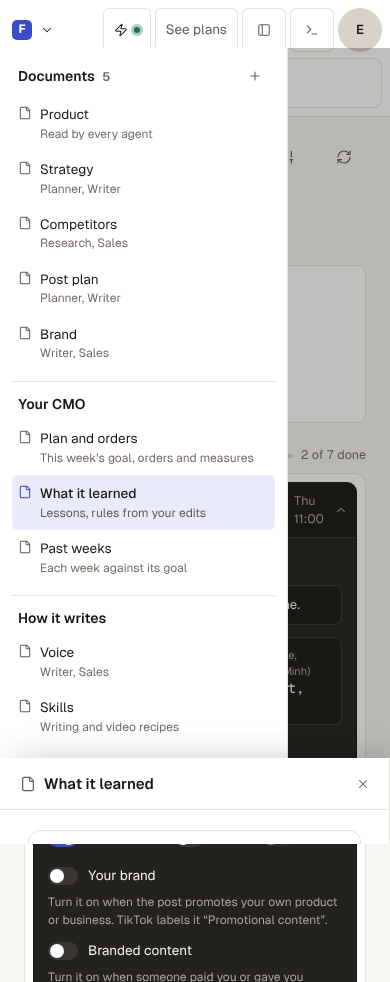 F
See plans
E
Documents 5
Product
Read by every agent
Strategy
Planner, Writer
Competitors
Research, Sales
Post plan
Planner, Writer
Brand
Writer, Sales
Your CMO
Plan and orders
This week's goal, orders and measures
2 of 7 done
What it learned
Lessons, rules from your edits
Thu
11:00
Past weeks
Each week against its goal
How it writes
Voice
Writer, Sales
Skills
Writing and video recipes
What it learned
Your brand
Turn it on when the post promotes your own product
or business. TikTok labels it “Promotional content”.
Branded content
Turn it on when someone paid you or gave you